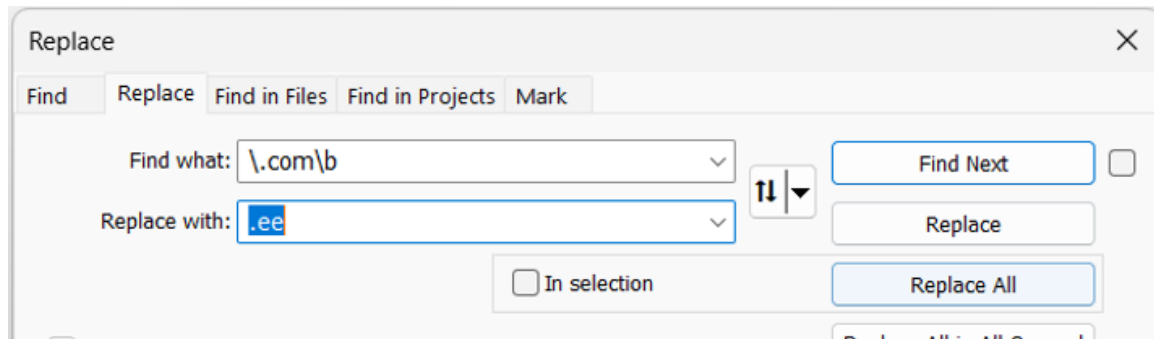 Replace
Find Replace Find in Files Find in Projects Mark
Find what: \.com\b Find Next
Replace with: .ee Replace
In selection Replace All